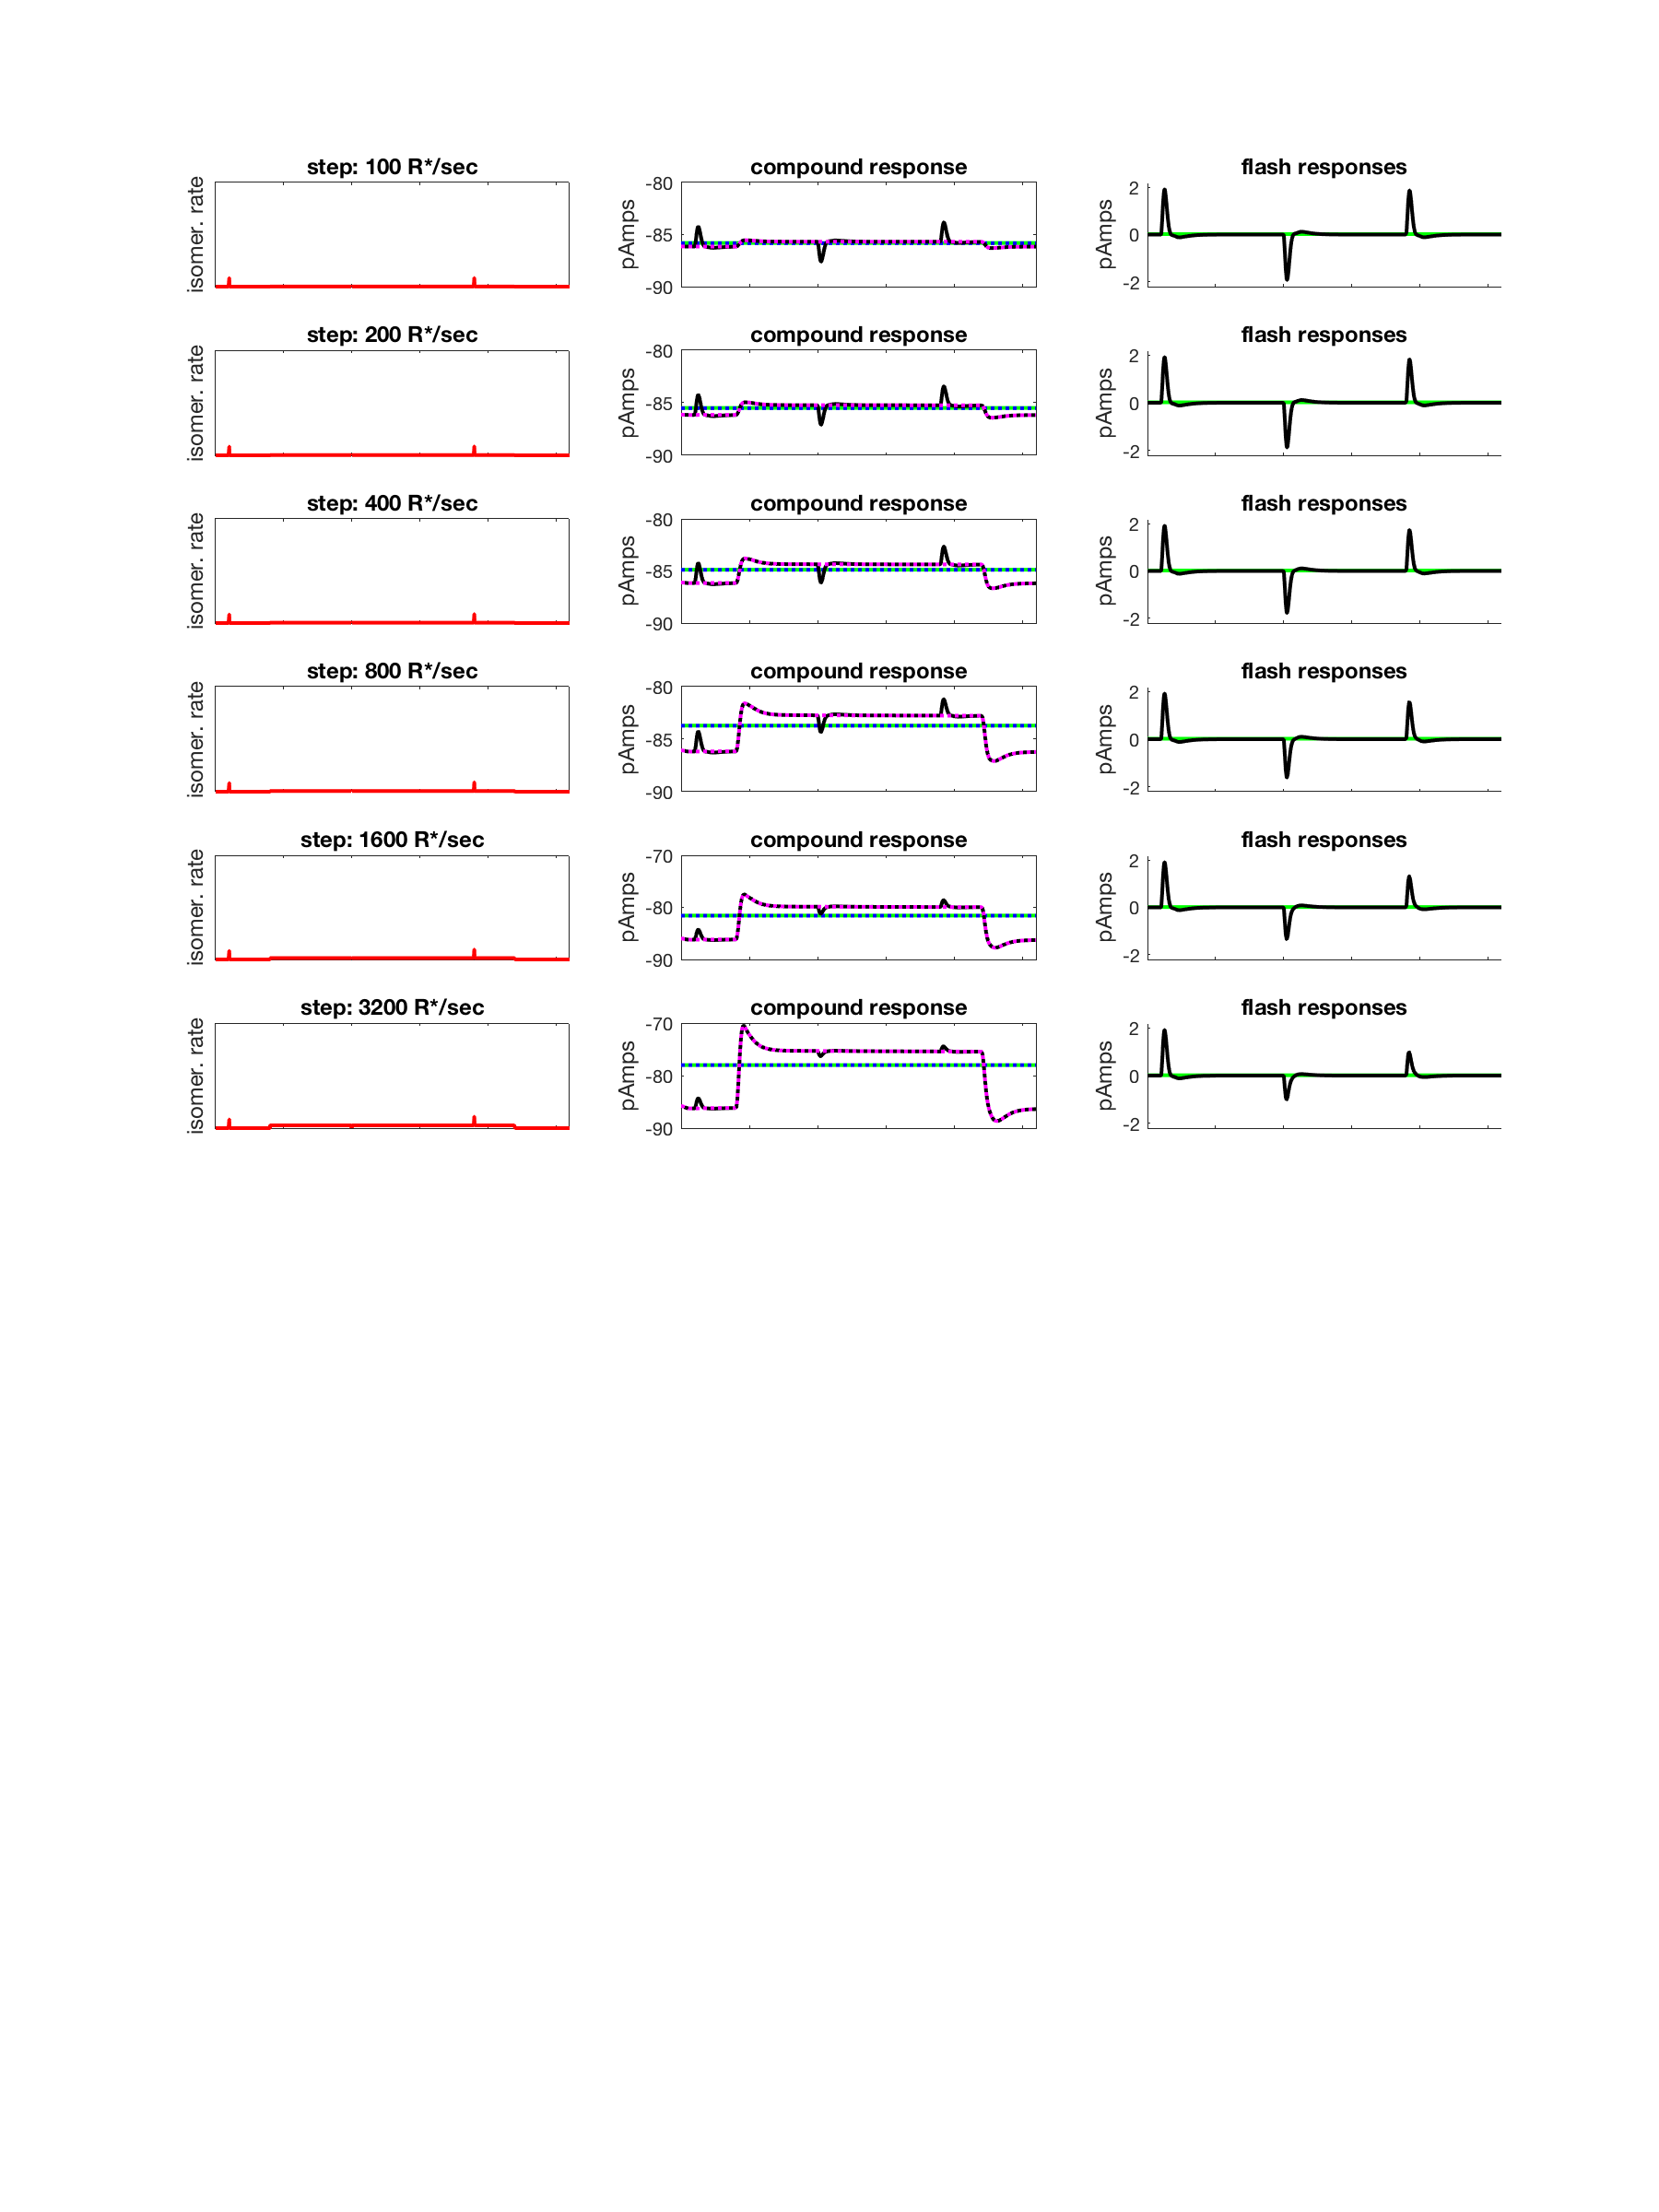 step: 100 R*/sec
compound response
flash responses
isomer. rate
pAmps
-80
-85
-90
pAmps
2
0
-2
step: 200 R*/sec
compound response
flash responses
isomer. rate
pAmps
-80
-85
-90
pAmps
2
0
-2
step: 400 R*/sec
compound response
flash responses
isomer. rate
pAmps
-80
-85
-90
pAmps
2
0
-2
step: 800 R*/sec
compound response
flash responses
isomer. rate
pAmps
-80
-85
-90
pAmps
2
0
-2
step: 1600 R*/sec
compound response
flash responses
isomer. rate
pAmps
-70
-80
-90
pAmps
2
0
-2
step: 3200 R*/sec
compound response
flash responses
isomer. rate
pAmps
-70
-80
-90
pAmps
2
0
-2